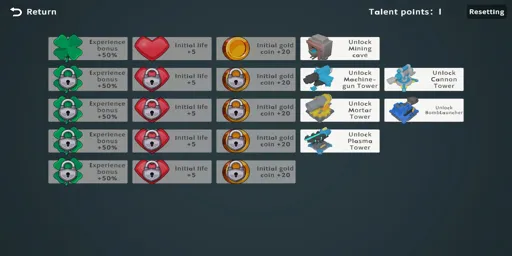 Return
Talent points: 1
Resetting
Experience
bonus
+50%
Initial life
+5
Initial gold
coin +20
Unlock
Mining
cave
Experience
bonus
+50%
Initial life
+5
Initial gold
coin +20
Unlock
Machine-
gun Tower
Unlock
Cannon
Tower
Experience
bonus
+50%
Initial life
+5
Initial gold
coin +20
Unlock
Mortar
Tower
Unlock
Experience
bonus
+50%
Initial life
+5
Initial gold
coin +20
Unlock
Plasma
Tower
Experience
bonus
+50%
Initial life
+5
Initial gold
coin +20